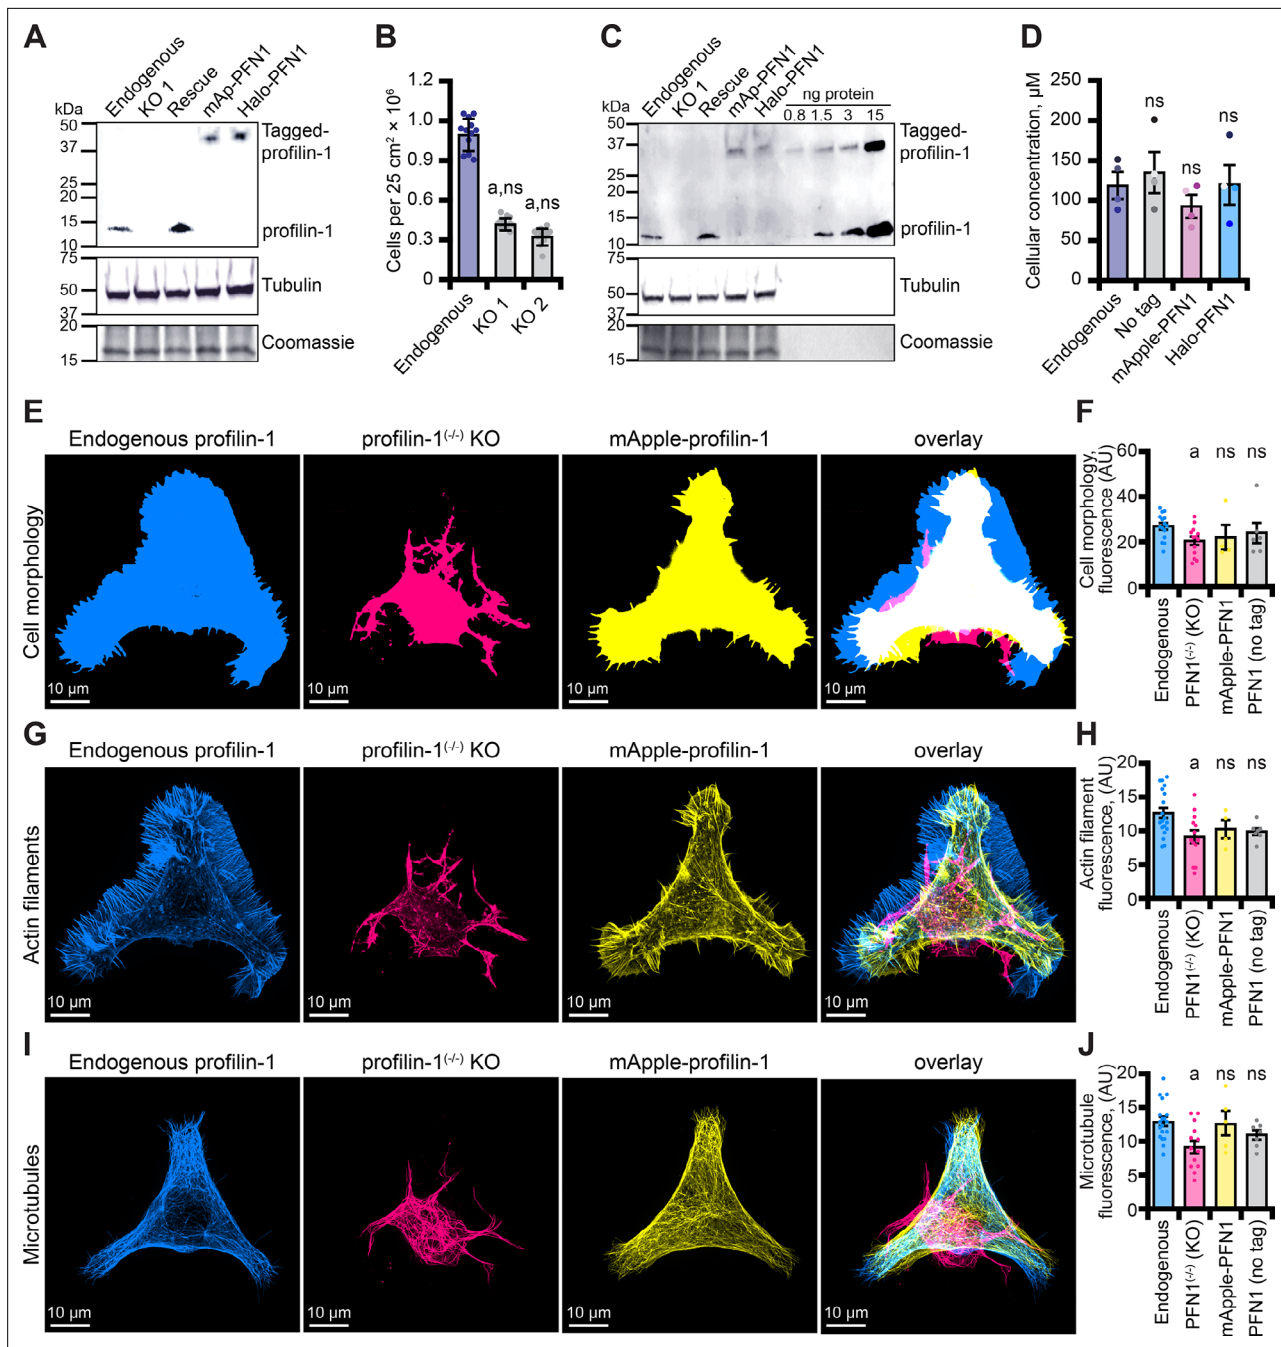 A
Endogenous
KO 1
Rescue
mAp-PFN1
Halo-PFN1
kDa
50
37
25
20
15
10
Tagged-
profilin-1
profilin-1
75
50
37
Tubulin
20
15
Coomassie
B
Cells per 25 cm² × 10⁶
1.2
1.0
0.9
0.6
0.3
0
a,ns
a,ns
Endogenous
KO 1
KO 2
C
Endogenous
KO 1
Rescue
mAp-PFN1
Halo-PFN1
ng protein
0.8 1.5 3 15
kDa
50
37
25
20
15
10
Tagged-
profilin-1
profilin-1
75
50
37
Tubulin
20
15
Coomassie
D
Cellular concentration, μM
250
200
150
100
50
0
ns
ns
ns
Endogenous
No tag
mApple-PFN1
Halo-PFN1
E
Endogenous profilin-1
profilin-1(-/-) KO
mApple-profilin-1
overlay
Cell morphology
10 μm
10 μm
10 μm
10 μm
F
Cell morphology,
fluorescence (AU)
60
40
20
0
a
ns
ns
Endogenous
PFN1(-/-) (KO)
mApple-PFN1
PFN1 (no tag)
G
Endogenous profilin-1
profilin-1(-/-) KO
mApple-profilin-1
overlay
Actin filaments
10 μm
10 μm
10 μm
10 μm
H
Actin filament
fluorescence, (AU)
20
15
10
5
0
a
ns
ns
Endogenous
PFN1(-/-) (KO)
mApple-PFN1
PFN1 (no tag)
I
Endogenous profilin-1
profilin-1(-/-) KO
mApple-profilin-1
overlay
Microtubules
10 μm
10 μm
10 μm
10 μm
J
Microtubule
fluorescence, (AU)
20
15
10
5
0
a
ns
ns
Endogenous
PFN1(-/-) (KO)
mApple-PFN1
PFN1 (no tag)